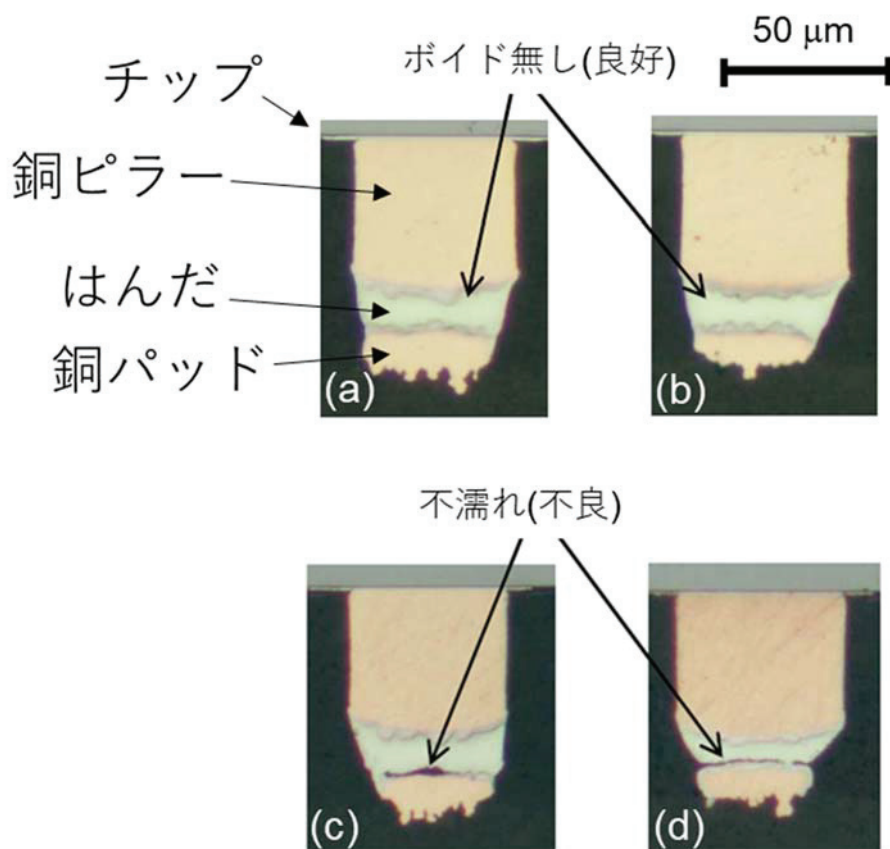 50 μm
ボイド無し(良好)
チップ
銅ピラー
はんだ
銅パッド
(a)
(b)
不濡れ(不良)
(c)
(d)